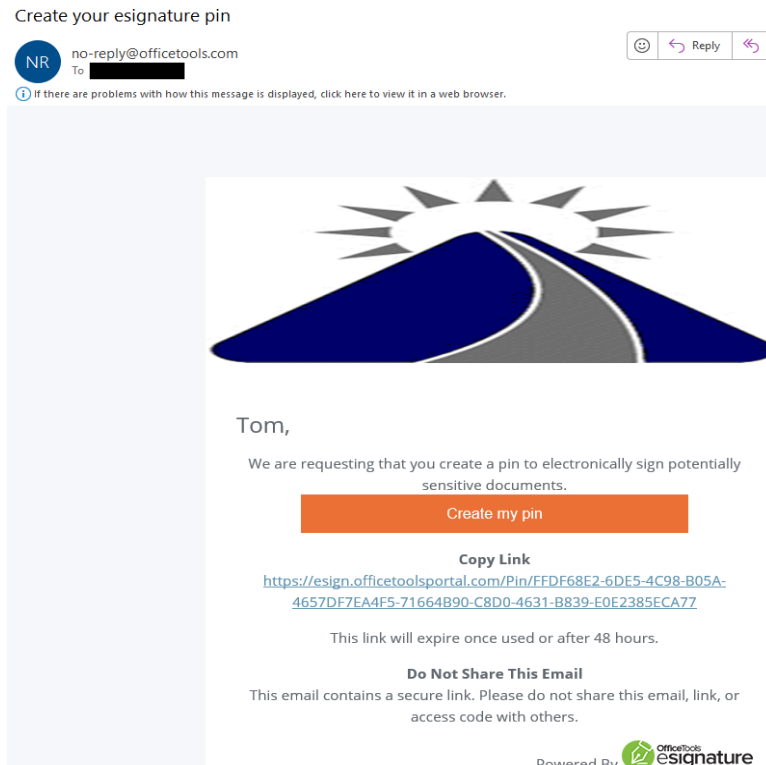 Create your esignature pin
NR
no-reply@officetools.com
To
Reply
If there are problems with how this message is displayed, click here to view it in a web browser.
Tom,
We are requesting that you create a pin to electronically sign potentially
sensitive documents.
Create my pin
Copy Link
https://esign.officetoolsportal.com/Pin/FFDF68E2-6DE5-4C98-B05A-
4657DF7EA4F5-71664B90-C8D0-4631-B839-E0E2385ECA77
This link will expire once used or after 48 hours.
Do Not Share This Email
This email contains a secure link. Please do not share this email, link, or
access code with others.
Powered By OfficeTools esignature